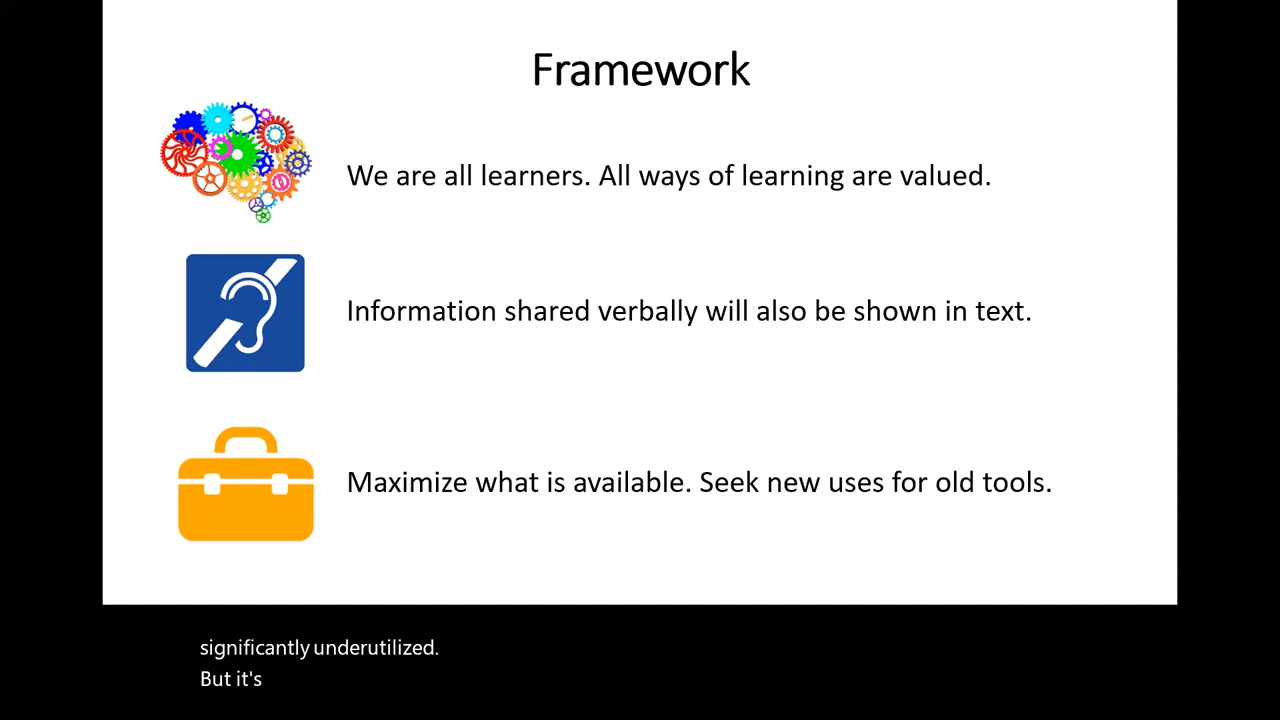 Framework
We are all learners. All ways of learning are valued.
Information shared verbally will also be shown in text.
Maximize what is available. Seek new uses for old tools.
significantly underutilized.
But it's